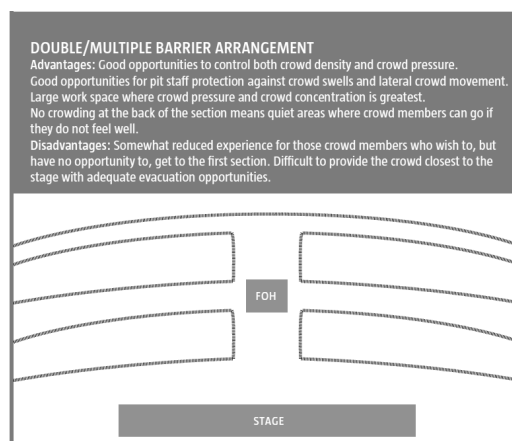 DOUBLE/MULTIPLE BARRIER ARRANGEMENT
Advantages: Good opportunities to control both crowd density and crowd pressure.
Good opportunities for pit staff protection against crowd swells and lateral crowd movement.
Large work space where crowd pressure and crowd concentration is greatest.
No crowding at the back of the section means quiet areas where crowd members can go if
they do not feel well.
Disadvantages: Somewhat reduced experience for those crowd members who wish to, but
have no opportunity to, get to the first section. Difficult to provide the crowd closest to the
stage with adequate evacuation opportunities.
FOH
STAGE